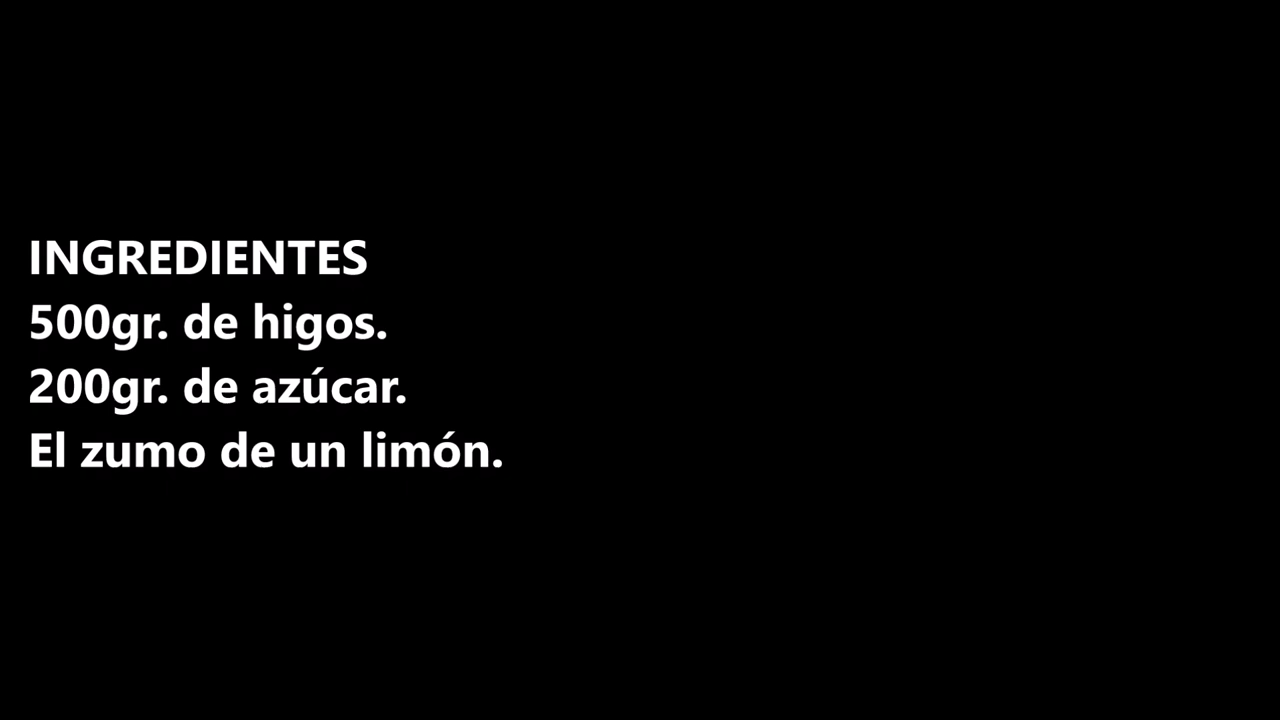 INGREDIENTES
500gr. de higos.
200gr. de azúcar.
El zumo de un limón.